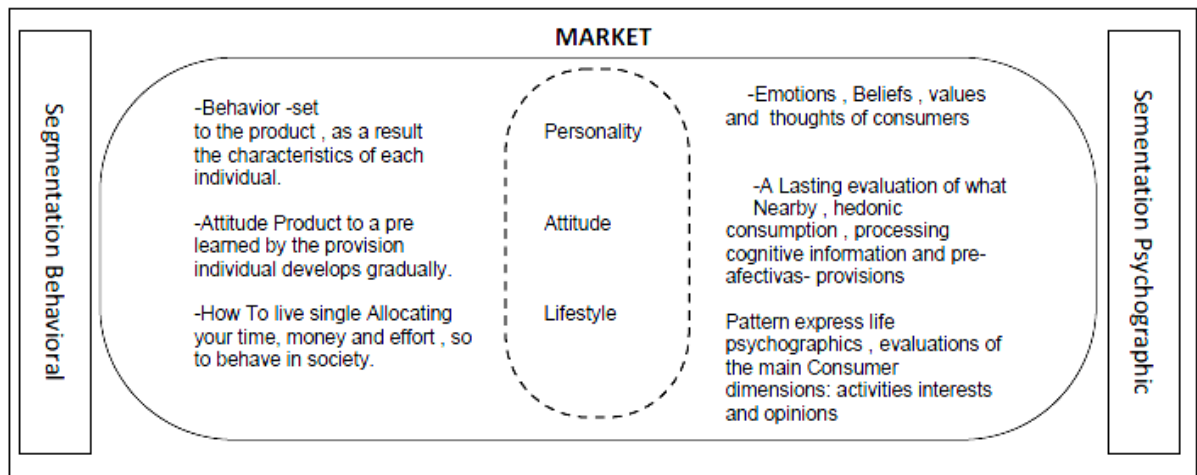 MARKET
Segmentation Behavioral
-Behavior -set
to the product , as a result
the characteristics of each
individual.
-Attitude Product to a pre
learned by the provision
individual develops gradually.
-How To live single Allocating
your time, money and effort , so
to behave in society.
Personality
Attitude
Lifestyle
-Emotions , Beliefs , values
and thoughts of consumers
-A Lasting evaluation of what
Nearby , hedonic
consumption , processing
cognitive information and pre-
afectivas- provisions
Pattern express life
psychographics , evaluations of
the main Consumer
dimensions: activities interests
and opinions
Sementation Psychographic